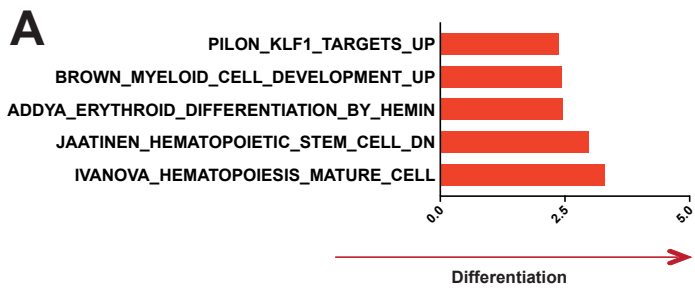 A
PILON_KLF1_TARGETS_UP
BROWN_MYELOID_CELL_DEVELOPMENT_UP
ADDYA_ERYTHROID_DIFFERENTIATION_BY_HEMIN
JAATINEN_HEMATOPOIETIC_STEM_CELL_DN
IVANOVA_HEMATOPOIESIS_MATURE_CELL
0.0 2.5 5.0
Differentiation